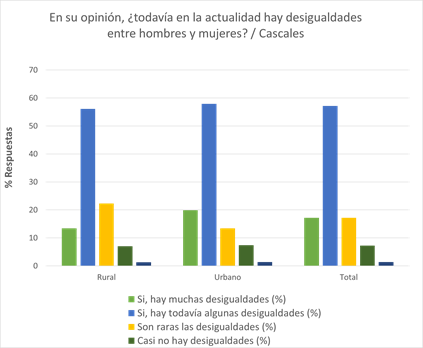 En su opinión, ¿todavía en la actualidad hay desigualdades
entre hombres y mujeres? / Cascales
70
60
50
40
30
20
10
0
% Respuestas
Rural
Urbano
Total
Si, hay muchas desigualdades (%)
Si, hay todavía algunas desigualdades (%)
Son raras las desigualdades (%)
Casi no hay desigualdades (%)